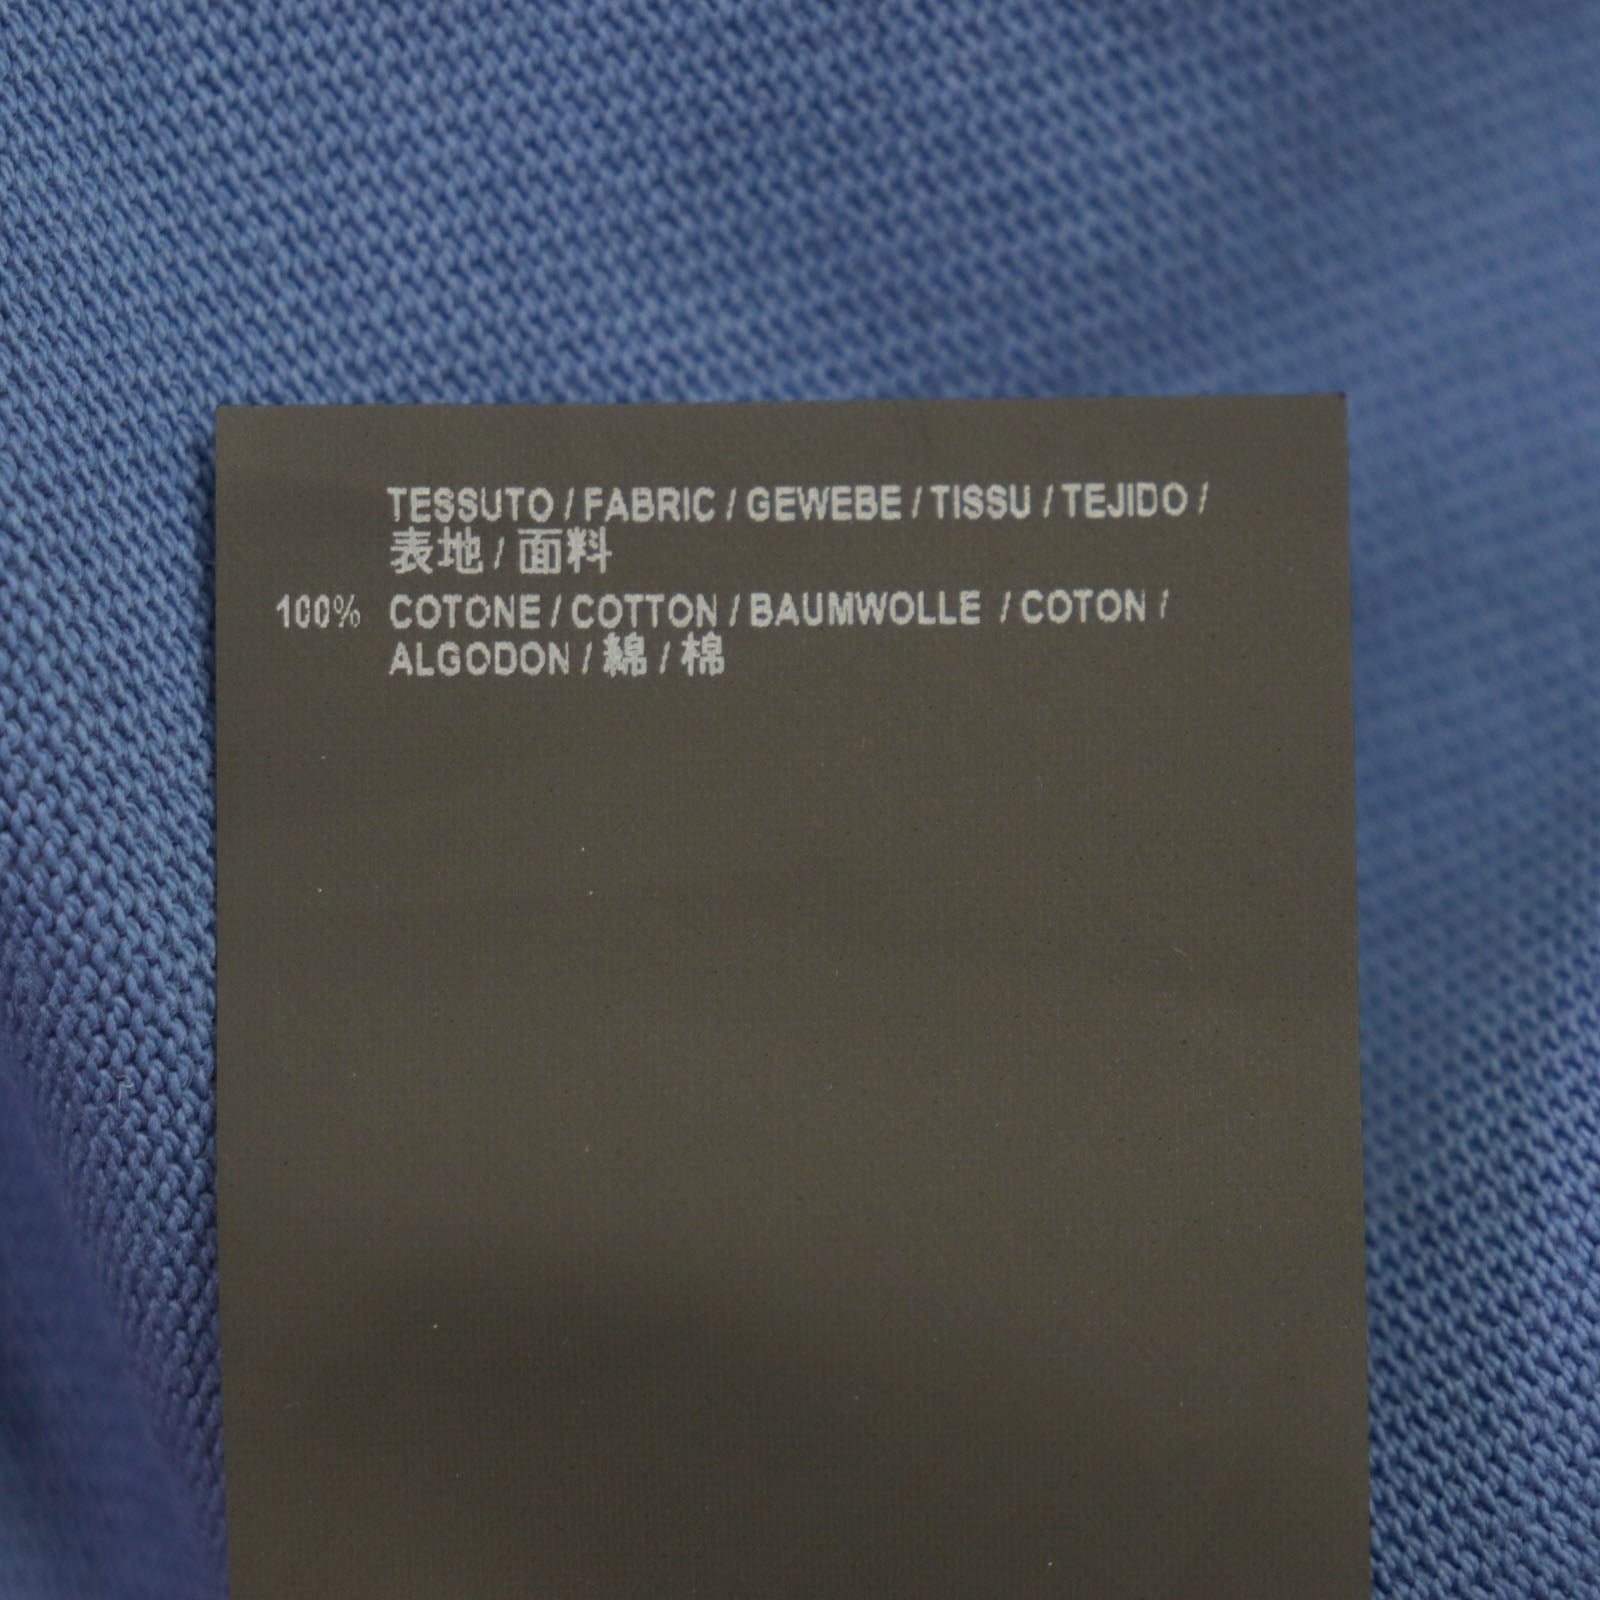 TESSUTO / FABRIC / GEWEBE / TISSU / TEJIDO /
表地 / 面料
100% COTONE / COTTON / BAUMWOLLE / COTON /
ALGODON / 綿 / 棉